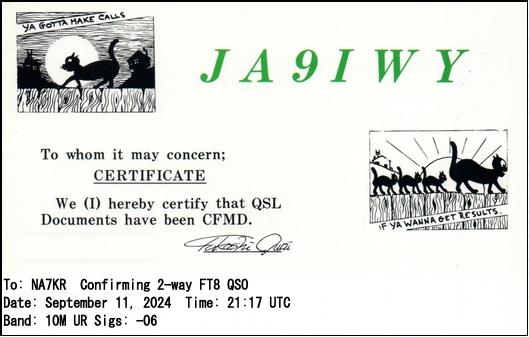 YA GOTTA MAKE CALLS
JA9IWY
To whom it may concern;
CERTIFICATE
We (I) hereby certify that QSL
Documents have been CFMD.
IF YA WANNA GET RESULTS.
To: NA7KR  Confirming 2-way FT8 QSO
Date: September 11, 2024  Time: 21:17 UTC
Band: 10M UR Sigs: -06